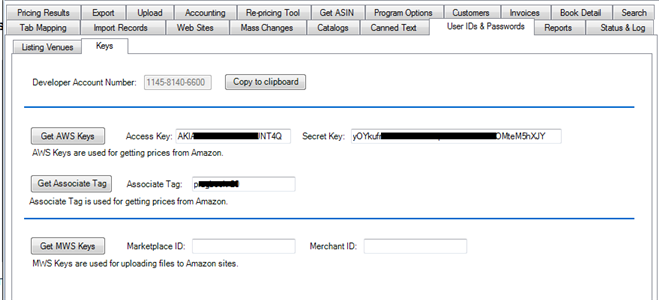 Pricing Results Export Upload Accounting Re-pricing Tool Get ASIN Program Options Customers Invoices Book Detail Search
Tab Mapping Import Records Web Sites Mass Changes Catalogs Canned Text User IDs & Passwords Reports Status & Log
Listing Venues Keys
Developer Account Number: 1145-8140-6600 Copy to clipboard
Get AWS Keys Access Key: AKIA INT4Q Secret Key: yOYkufr OMteM5hXJY
AWS Keys are used for getting prices from Amazon.
Get Associate Tag Associate Tag:
Associate Tag is used for getting prices from Amazon.
Get MWS Keys Marketplace ID: Merchant ID:
MWS Keys are used for uploading files to Amazon sites.